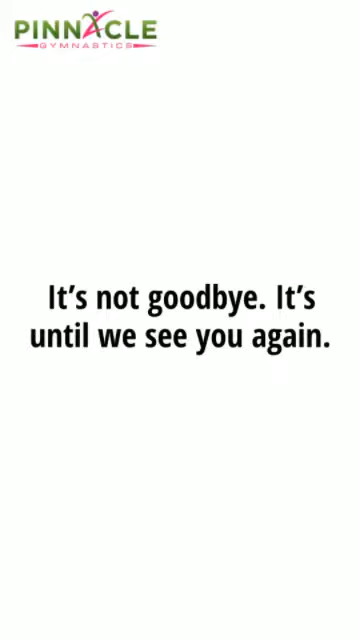 PINNACLE
GYMNASTICS
It's not goodbye. It's
until we see you again.